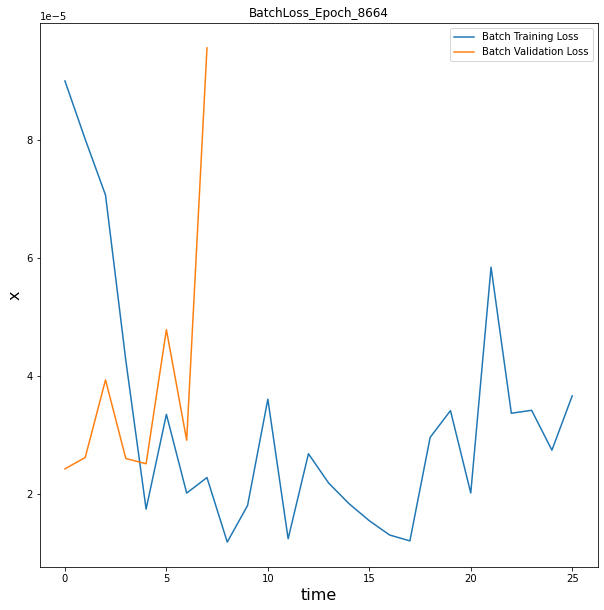 BatchLoss_Epoch_8664
1e−5
Batch Training Loss
Batch Validation Loss
8
6
4
2
x
0 5 10 15 20 25
time